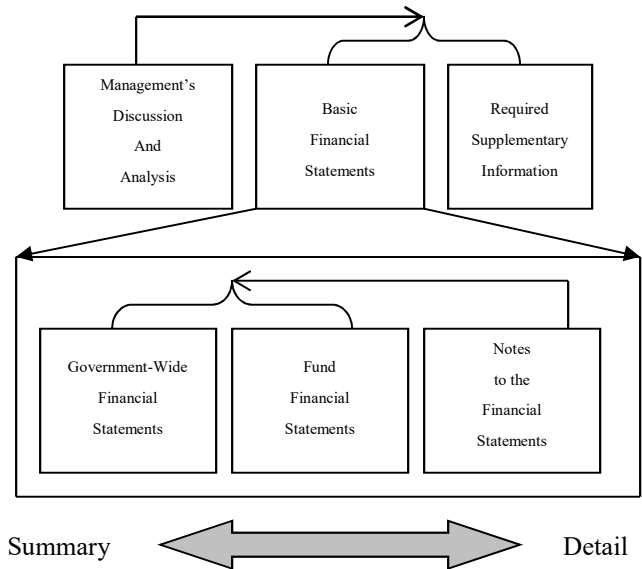 Management's
Discussion
And
Analysis
Basic
Financial
Statements
Required
Supplementary
Information
Government-Wide
Financial
Statements
Fund
Financial
Statements
Notes
to the
Financial
Statements
Summary
Detail